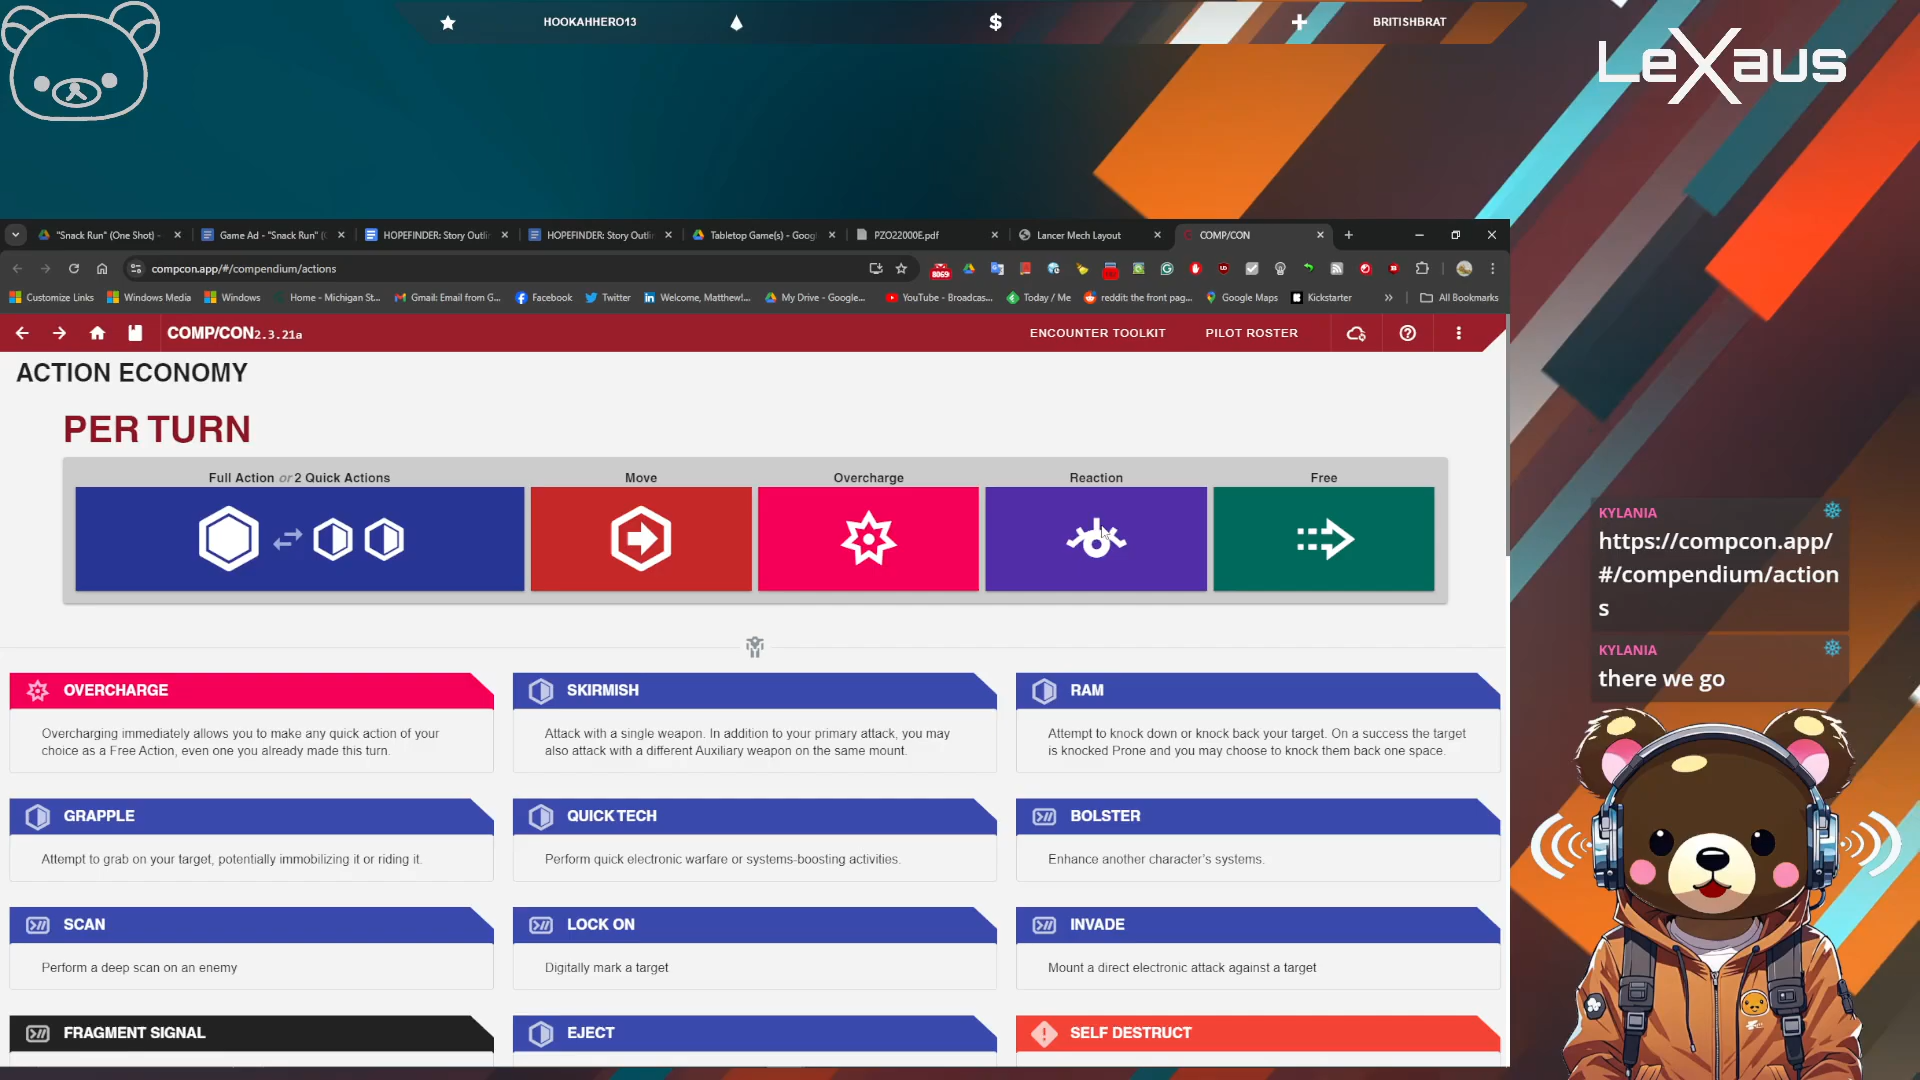 HOOKAHHERO13
$
BRITISHBRAT
LeXaus
"Snack Run" (One Shot) –
Game Ad - "Snack Run" (
HOPEFINDER: Story Outli
HOPEFINDER: Story Outli
Tabletop Game(s) - Goog
PZO22000E.pdf
Lancer Mech Layout
COMP/CON
compcon.app/#/compendium/actions
8069
Customize Links
Windows Media
Windows
Home - Michigan St...
Gmail: Email from G...
Facebook
Twitter
Welcome, Matthew!...
My Drive - Google...
YouTube - Broadcas...
Today / Me
reddit: the front pag...
Google Maps
Kickstarter
»
All Bookmarks
COMP/CON2.3.21a
ENCOUNTER TOOLKIT
PILOT ROSTER
ACTION ECONOMY
PER TURN
Full Action or 2 Quick Actions
Move
Overcharge
Reaction
Free
OVERCHARGE
Overcharging immediately allows you to make any quick action of your
choice as a Free Action, even one you already made this turn.
SKIRMISH
Attack with a single weapon. In addition to your primary attack, you may
also attack with a different Auxiliary weapon on the same mount.
RAM
Attempt to knock down or knock back your target. On a success the target
is knocked Prone and you may choose to knock them back one space.
GRAPPLE
Attempt to grab on your target, potentially immobilizing it or riding it.
QUICK TECH
Perform quick electronic warfare or systems-boosting activities.
BOLSTER
Enhance another character's systems.
SCAN
Perform a deep scan on an enemy
LOCK ON
Digitally mark a target
INVADE
Mount a direct electronic attack against a target
FRAGMENT SIGNAL
EJECT
SELF DESTRUCT
KYLANIA
https://compcon.app/
#/compendium/action
s
KYLANIA
there we go